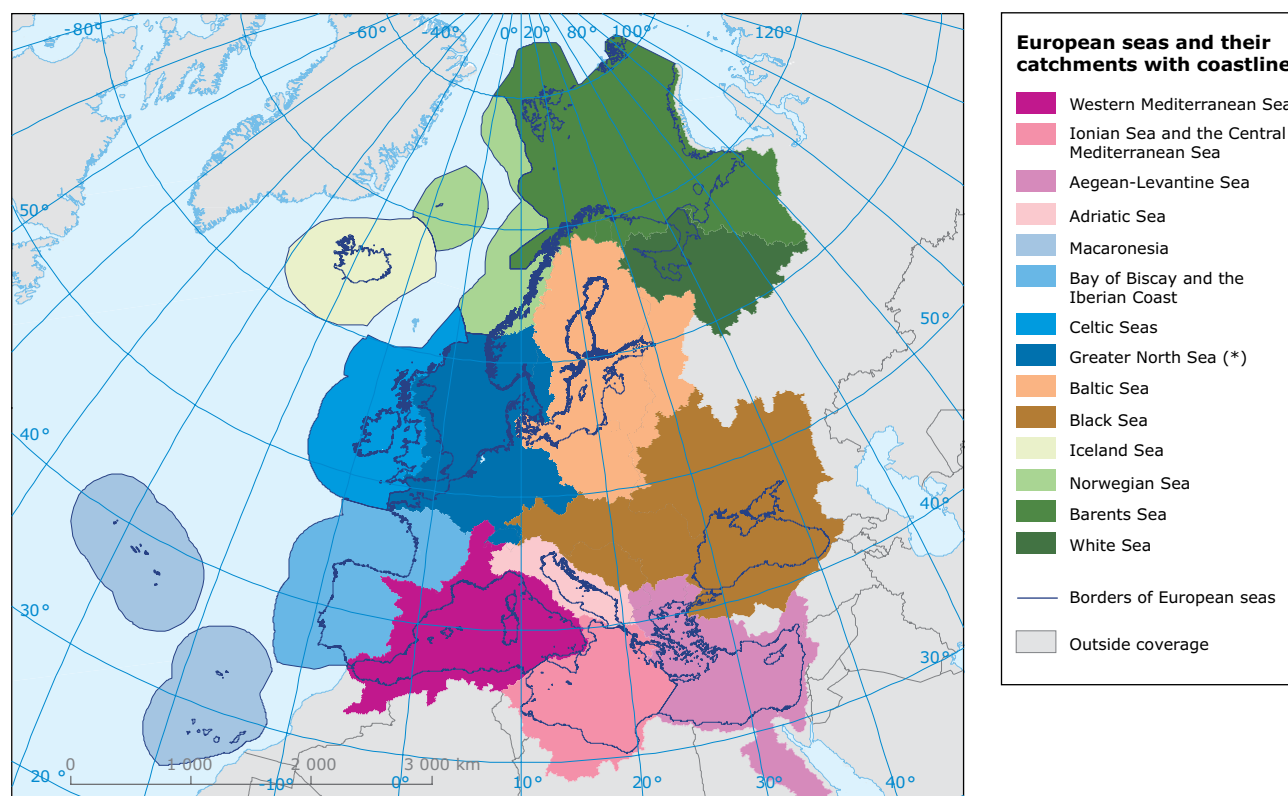 -80°
-60°
-40°
0°
20°
80°
100°
120°
50°
40°
30°
20°
50°
40°
30°
0
1 000
2 000
3 000 km
-10°
0°
10°
20°
30°
40°
European seas and their
catchments with coastline
Western Mediterranean Sea
Ionian Sea and the Central
Mediterranean Sea
Aegean-Levantine Sea
Adriatic Sea
Macaronesia
Bay of Biscay and the
Iberian Coast
Celtic Seas
Greater North Sea (*)
Baltic Sea
Black Sea
Iceland Sea
Norwegian Sea
Barents Sea
White Sea
Borders of European seas
Outside coverage